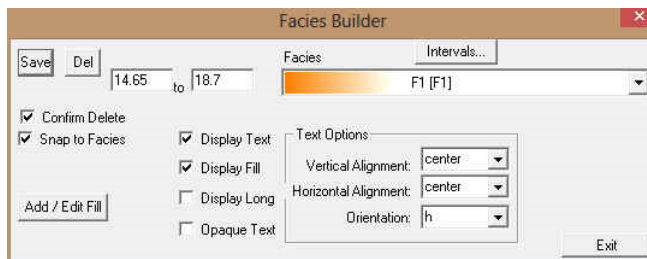 Facies Builder
x
Save Del 14.65 to 18.7
Facies Intervals...
F1 [F1]
Confirm Delete
Snap to Facies
Add / Edit Fill
Display Text
Display Fill
Display Long
Opaque Text
Text Options
Vertical Alignment: center
Horizontal Alignment: center
Orientation: h
Exit